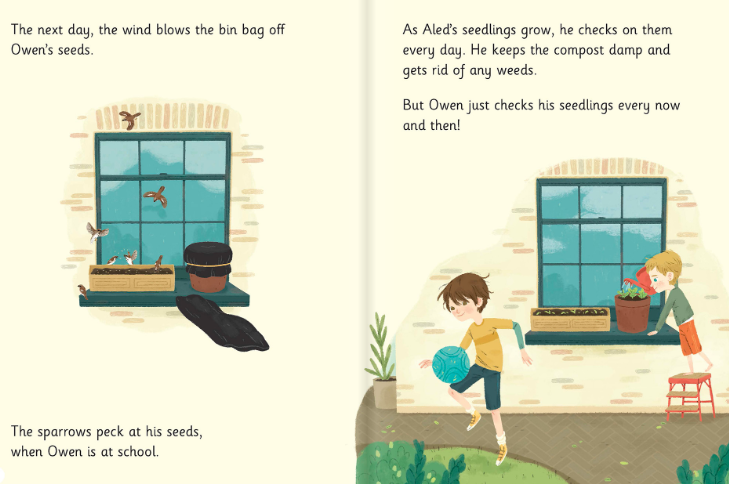 The next day, the wind blows the bin bag off
Owen's seeds.
The sparrows peck at his seeds,
when Owen is at school.
As Aled's seedlings grow, he checks on them
every day. He keeps the compost damp and
gets rid of any weeds.
But Owen just checks his seedlings every now
and then!